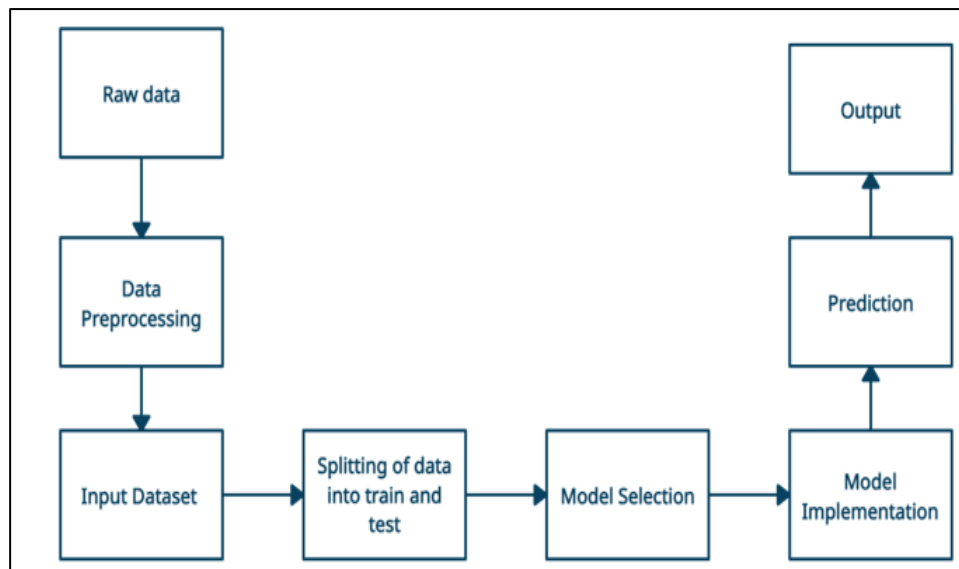 Raw data
Data
Preprocessing
Input Dataset
Splitting of data
into train and
test
Model Selection
Model
Implementation
Prediction
Output